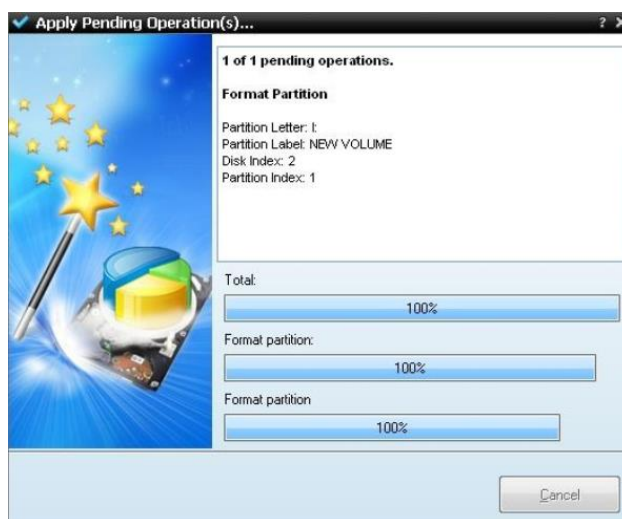 Apply Pending Operation(s)...
? X
1 of 1 pending operations.
Format Partition
Partition Letter: I:
Partition Label: NEW VOLUME
Disk Index: 2
Partition Index: 1
Total:
100%
Format partition:
100%
Format partition
100%
Cancel